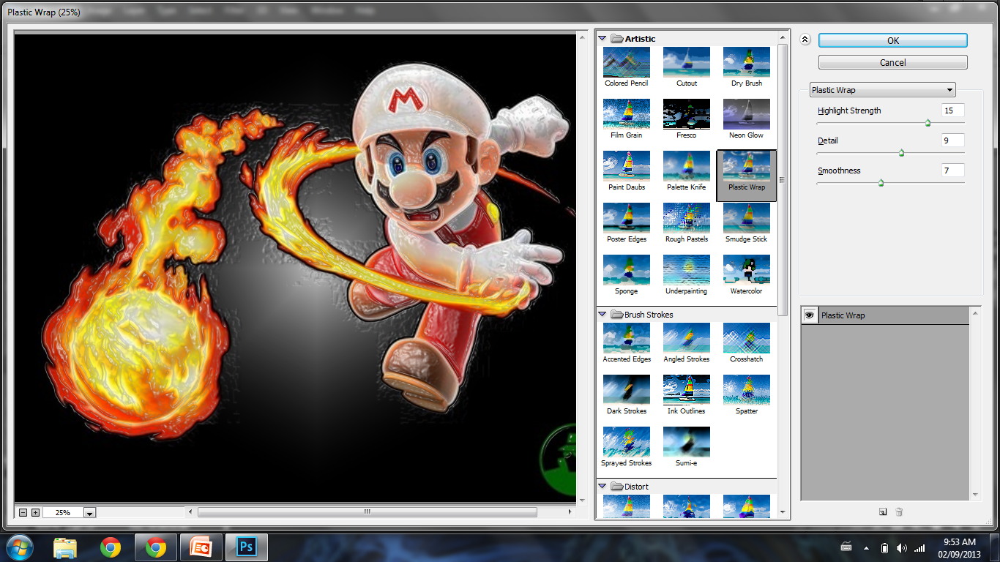 Plastic Wrap (25%)
M
Artistic
Colored Pencil
Cutout
Dry Brush
Film Grain
Fresco
Neon Glow
Paint Daubs
Palette Knife
Plastic Wrap
Poster Edges
Rough Pastels
Smudge Stick
Sponge
Underpainting
Watercolor
Brush Strokes
Accented Edges
Angled Strokes
Crosshatch
Dark Strokes
Ink Outlines
Spatter
Sprayed Strokes
Sumi-e
Distort
OK
Cancel
Plastic Wrap
Highlight Strength 15
Detail 9
Smoothness 7
Plastic Wrap
25%
Ps
9:53 AM
02/09/2013